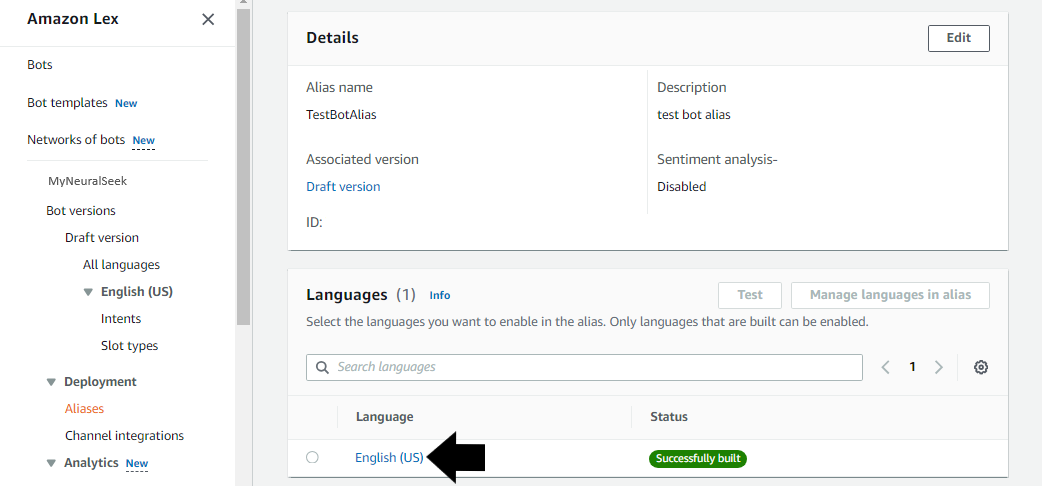 Amazon Lex
Bots
Bot templates New
Networks of bots New
MyNeuralSeek
Bot versions
Draft version
All languages
English (US)
Intents
Slot types
Deployment
Aliases
Channel integrations
Analytics New
Details
Edit
Alias name
TestBotAlias
Description
test bot alias
Associated version
Draft version
Sentiment analysis-
Disabled
ID:
Languages (1) Info
Test
Manage languages in alias
Select the languages you want to enable in the alias. Only languages that are built can be enabled.
Search languages
1
Language
Status
English (US)
Successfully built